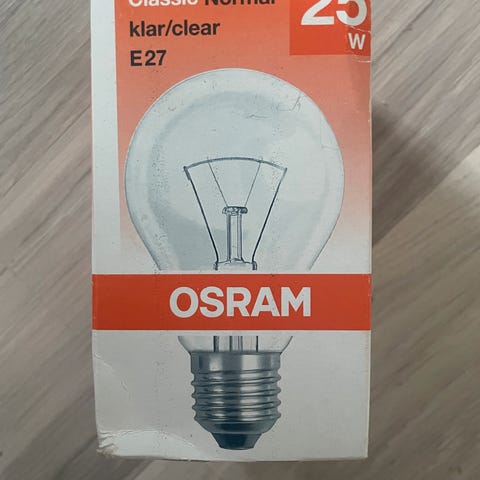 Classic Normal
klar/clear
E27
25
W
OSRAM